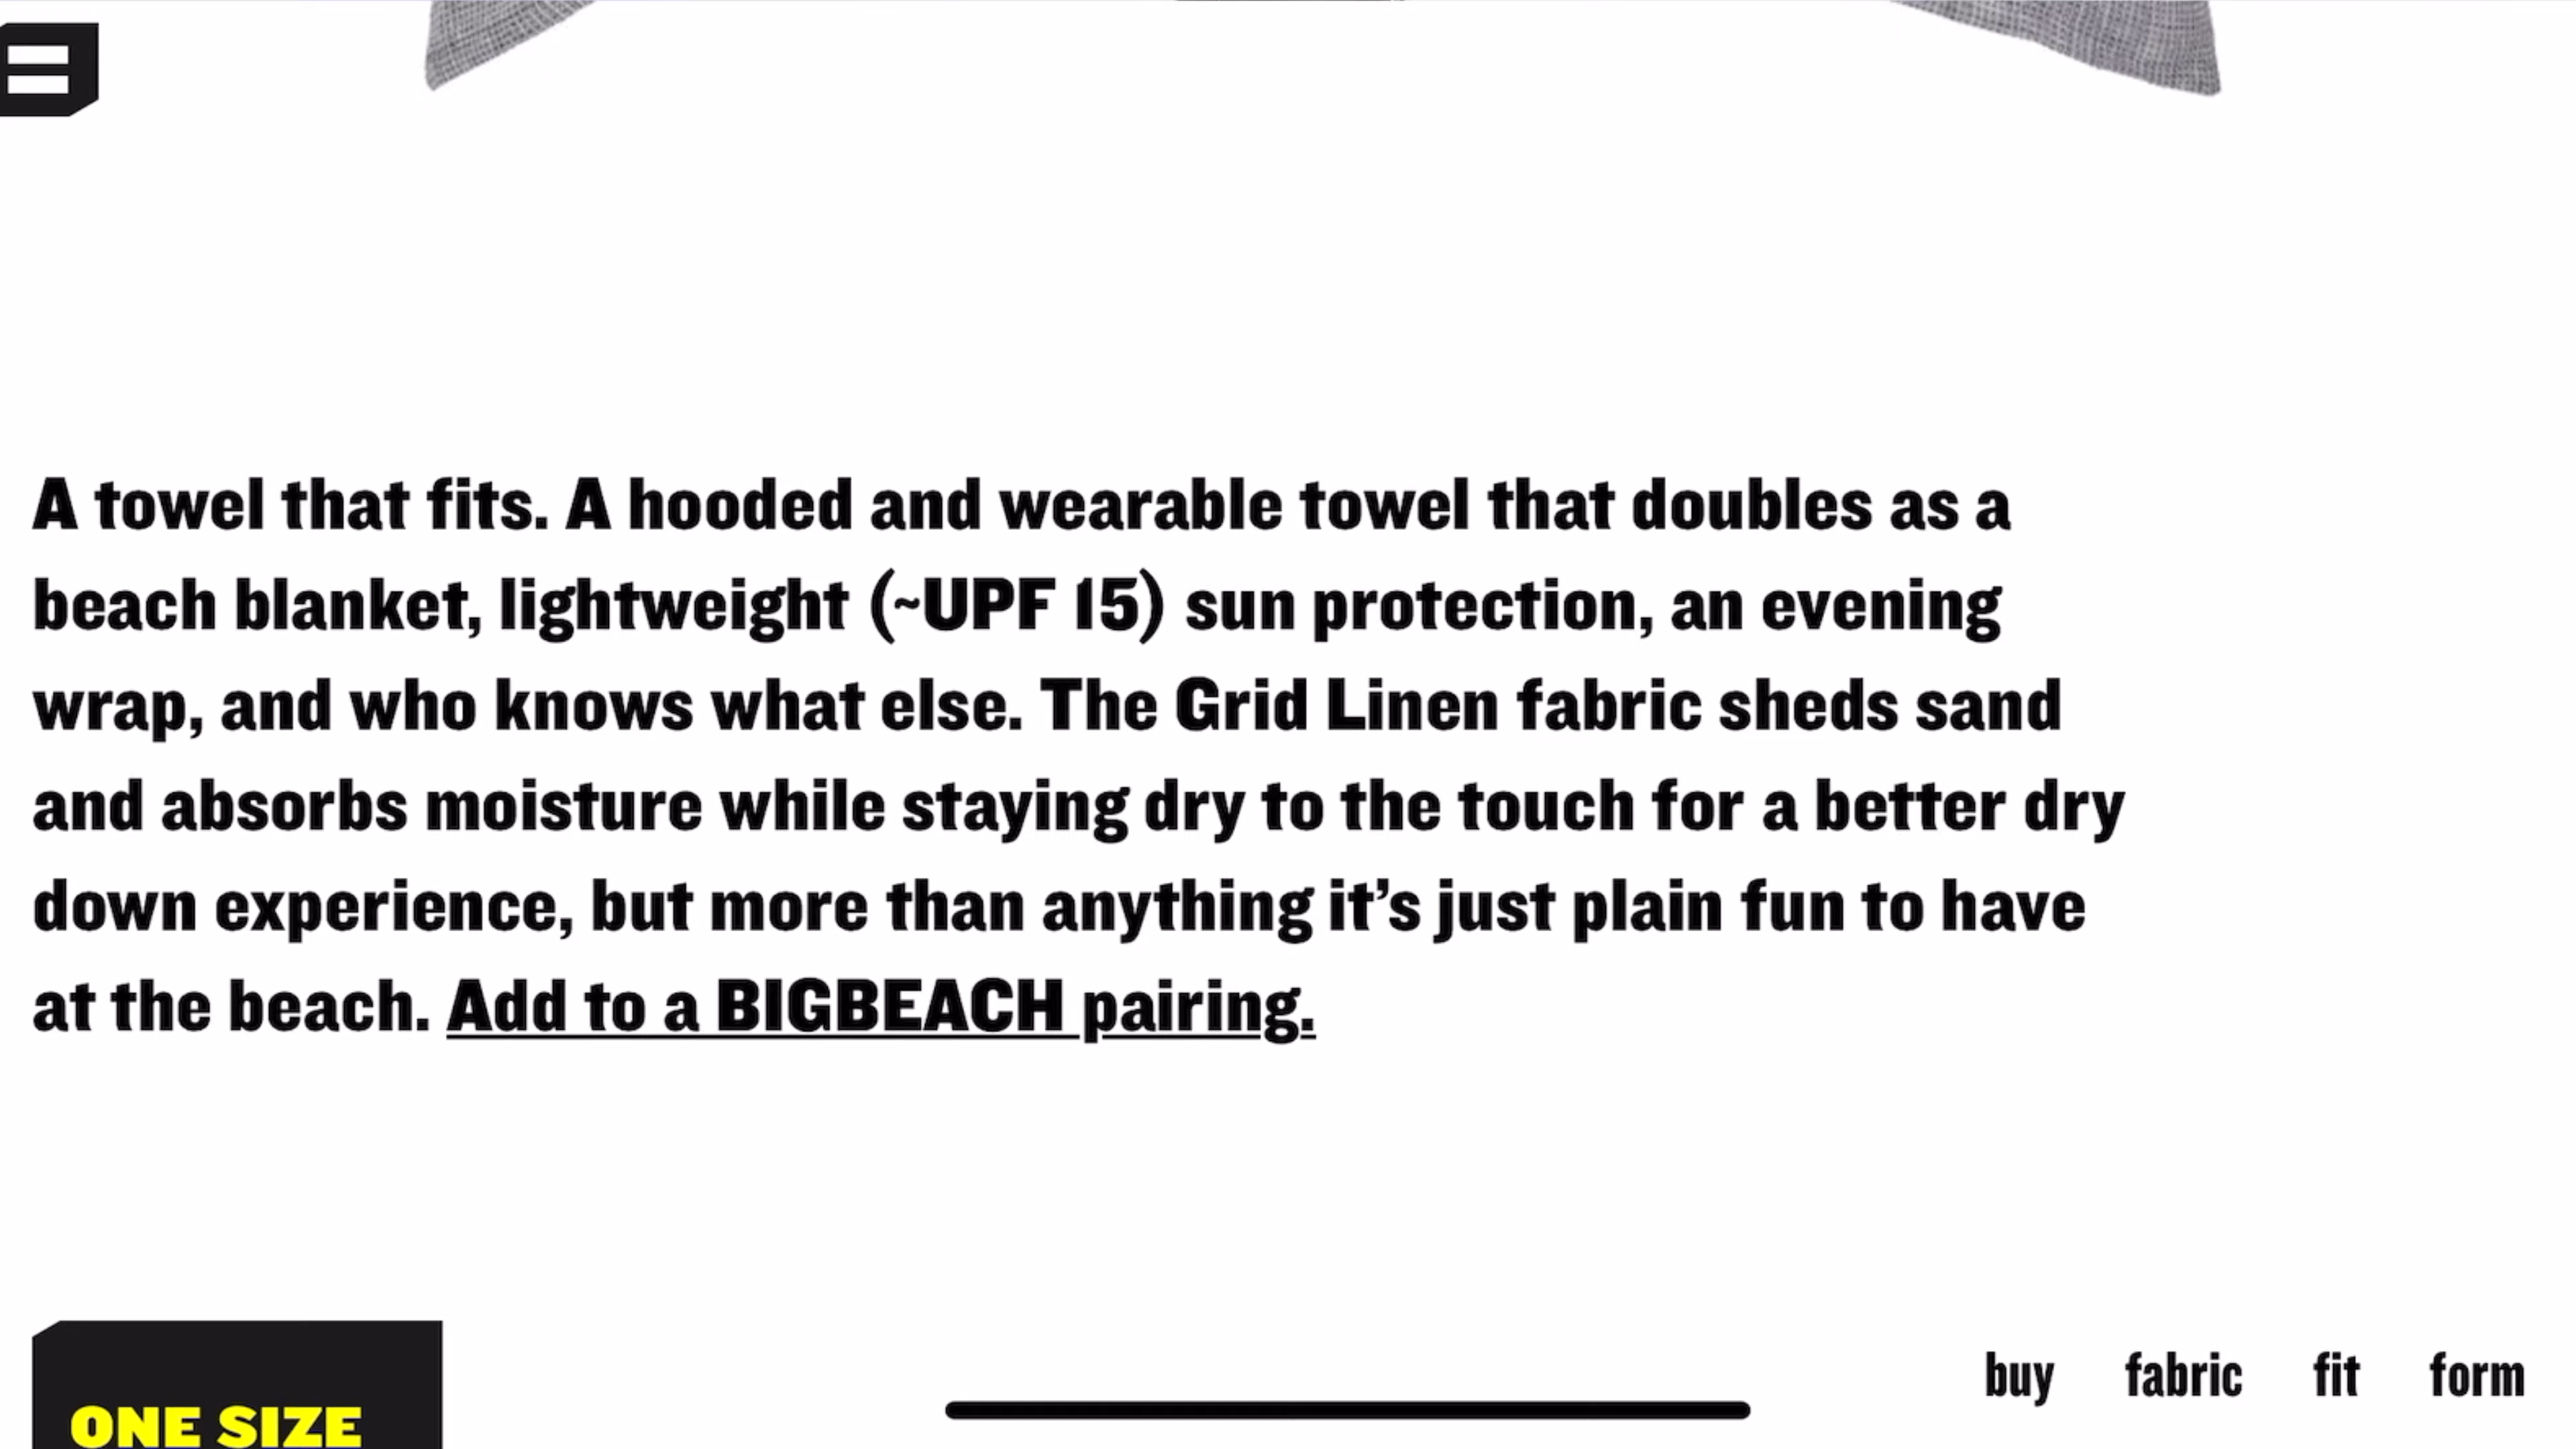 A towel that fits. A hooded and wearable towel that doubles as a
beach blanket, lightweight (~UPF 15) sun protection, an evening
wrap, and who knows what else. The Grid Linen fabric sheds sand
and absorbs moisture while staying dry to the touch for a better dry
down experience, but more than anything it’s just plain fun to have
at the beach. Add to a BIGBEACH pairing.
ONE SIZE
buy fabric fit form